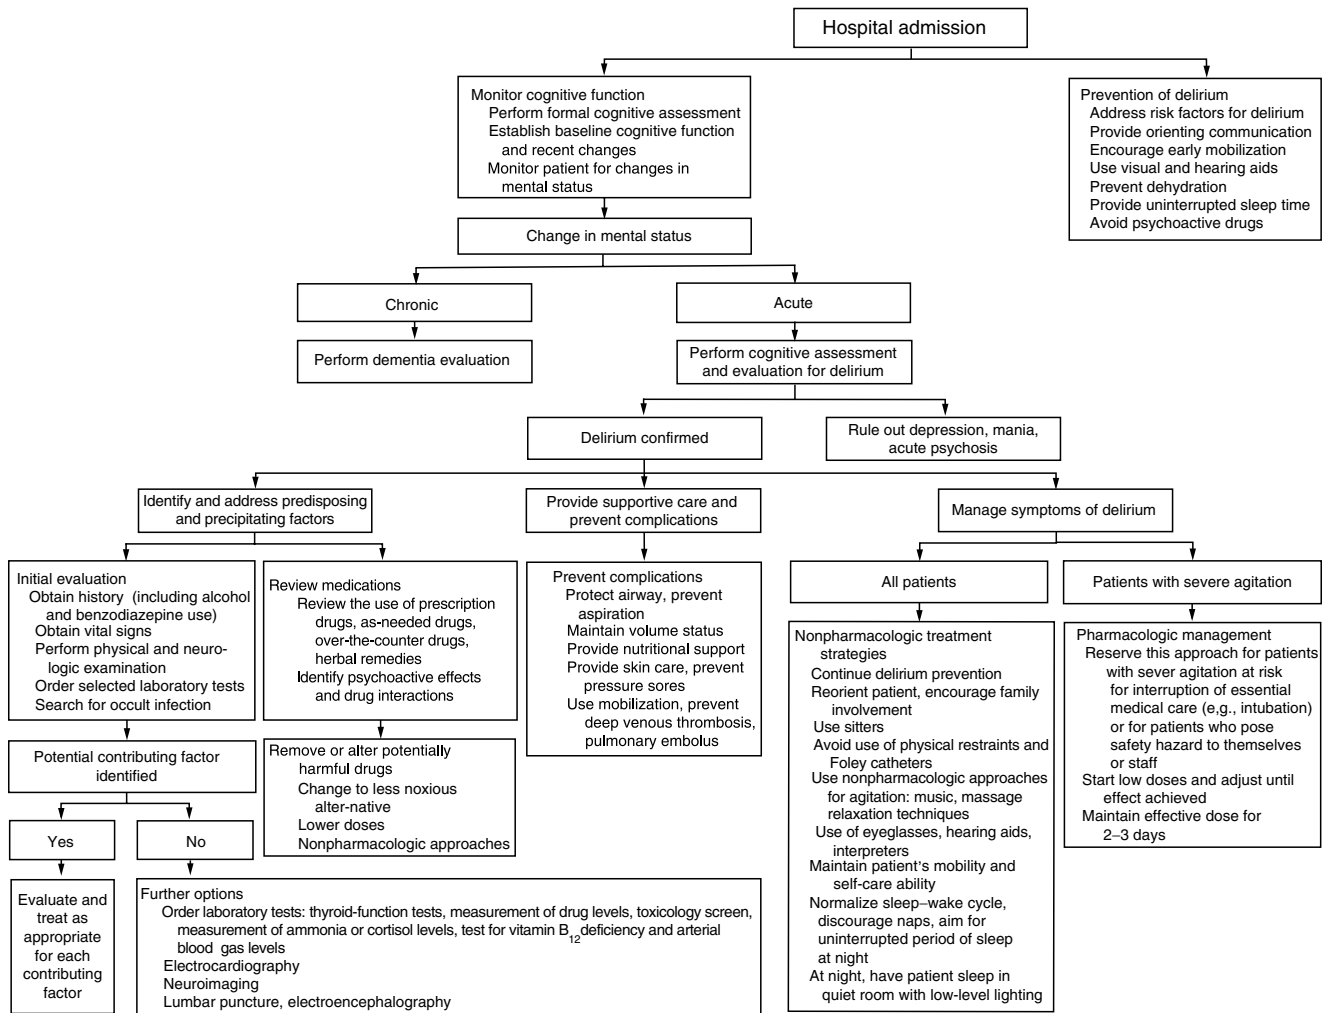 Hospital admission
Monitor cognitive function
Perform formal cognitive assessment
Establish baseline cognitive function
and recent changes
Monitor patient for changes in
mental status
Prevention of delirium
Address risk factors for delirium
Provide orienting communication
Encourage early mobilization
Use visual and hearing aids
Prevent dehydration
Provide uninterrupted sleep time
Avoid psychoactive drugs
Change in mental status
Chronic
Acute
Perform dementia evaluation
Perform cognitive assessment
and evaluation for delirium
Delirium confirmed
Rule out depression, mania,
acute psychosis
Identify and address predisposing
and precipitating factors
Provide supportive care and
prevent complications
Manage symptoms of delirium
Initial evaluation
Obtain history (including alcohol
and benzodiazepine use)
Obtain vital signs
Perform physical and neuro-
logic examination
Order selected laboratory tests
Search for occult infection
Review medications
Review the use of prescription
drugs, as-needed drugs,
over-the-counter drugs,
herbal remedies
Identify psychoactive effects
and drug interactions
Prevent complications
Protect airway, prevent
aspiration
Maintain volume status
Provide nutritional support
Provide skin care, prevent
pressure sores
Use mobilization, prevent
deep venous thrombosis,
pulmonary embolus
All patients
Patients with severe agitation
Nonpharmacologic treatment
strategies
Continue delirium prevention
Reorient patient, encourage family
involvement
Use sitters
Avoid use of physical restraints and
Foley catheters
Use nonpharmacologic approaches
for agitation: music, massage
relaxation techniques
Use of eyeglasses, hearing aids,
interpreters
Maintain patient's mobility and
self-care ability
Normalize sleep–wake cycle,
discourage naps, aim for
uninterrupted period of sleep
at night
At night, have patient sleep in
quiet room with low-level lighting
Pharmacologic management
Reserve this approach for patients
with sever agitation at risk
for interruption of essential
medical care (e,g., intubation)
or for patients who pose
safety hazard to themselves
or staff
Start low doses and adjust until
effect achieved
Maintain effective dose for
2–3 days
Potential contributing factor
identified
Remove or alter potentially
harmful drugs
Change to less noxious
alter-native
Lower doses
Nonpharmacologic approaches
Yes
No
Evaluate and
treat as
appropriate
for each
contributing
factor
Further options
Order laboratory tests: thyroid-function tests, measurement of drug levels, toxicology screen,
measurement of ammonia or cortisol levels, test for vitamin B12 deficiency and arterial
blood gas levels
Electrocardiography
Neuroimaging
Lumbar puncture, electroencephalography